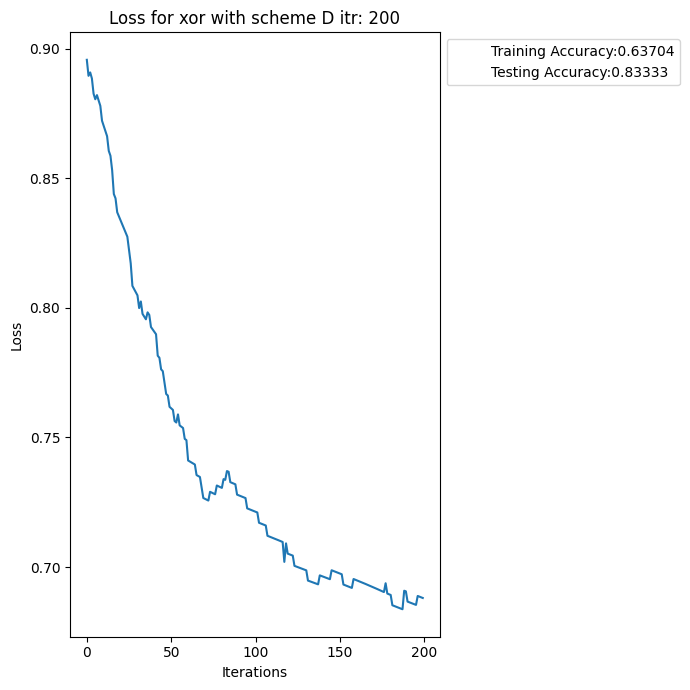 Loss for xor with scheme D itr: 200
Training Accuracy:0.63704
Testing Accuracy:0.83333
0.90
0.85
0.80
0.75
0.70
Loss
0 50 100 150 200
Iterations